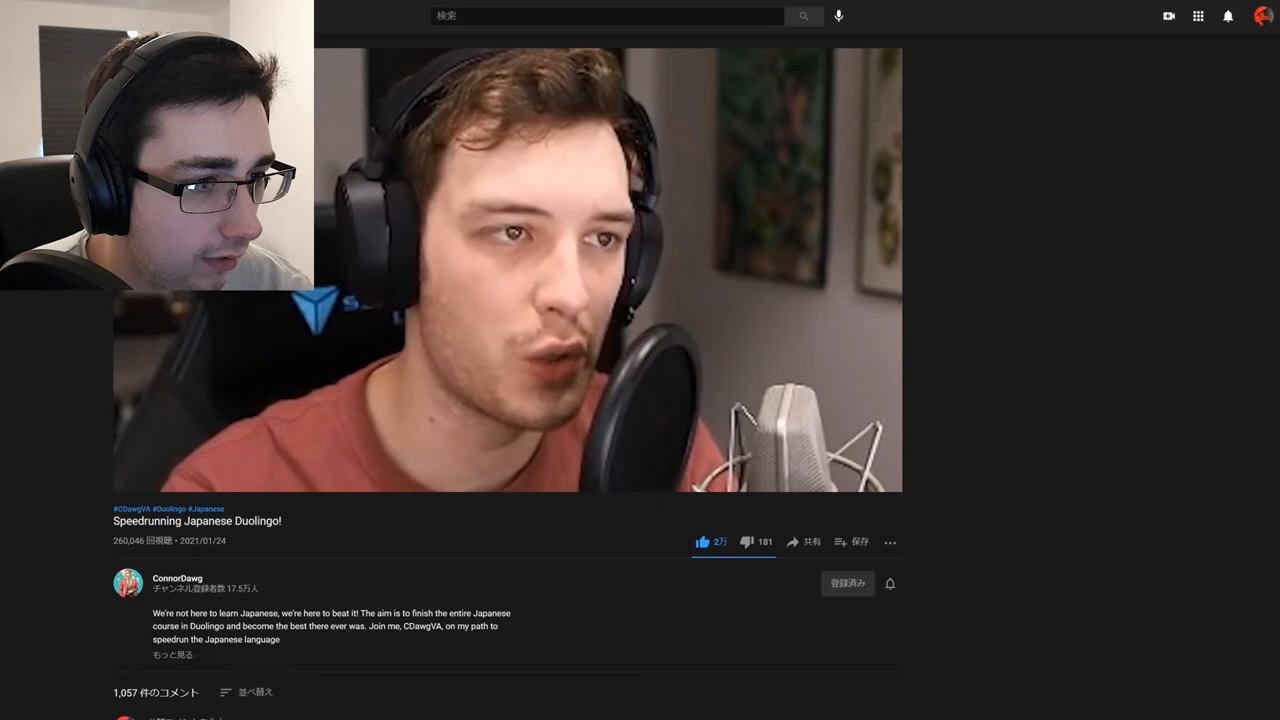 検索
#CDawgVA #Duolingo #Japanese
Speedrunning Japanese Duolingo!
260,046 回視聴 • 2021/01/24
2万
181
共有
保存
ConnorDawg
チャンネル登録者数 17.5万人
登録済み
We're not here to learn Japanese, we're here to beat it! The aim is to finish the entire Japanese
course in Duolingo and become the best there ever was. Join me, CDawgVA, on my path to
speedrun the Japanese language
もっと見る
1,057 件のコメント
並べ替え